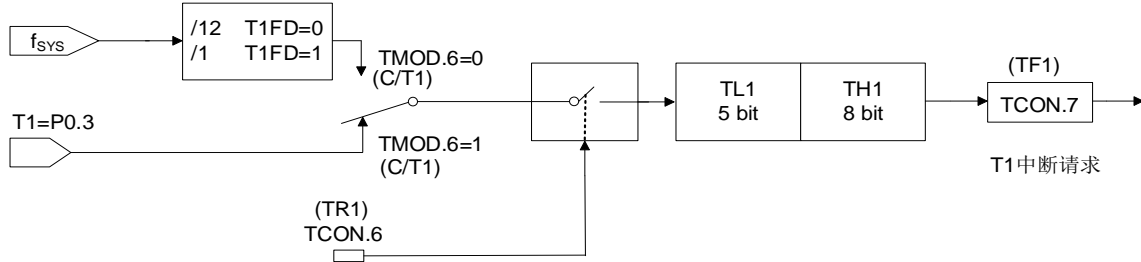 fSYS
/12 T1FD=0
/1 T1FD=1
TMOD.6=0
(C/T1)
T1=P0.3
TMOD.6=1
(C/T1)
(TR1)
TCON.6
TL1
5 bit
TH1
8 bit
(TF1)
TCON.7
T1中断请求